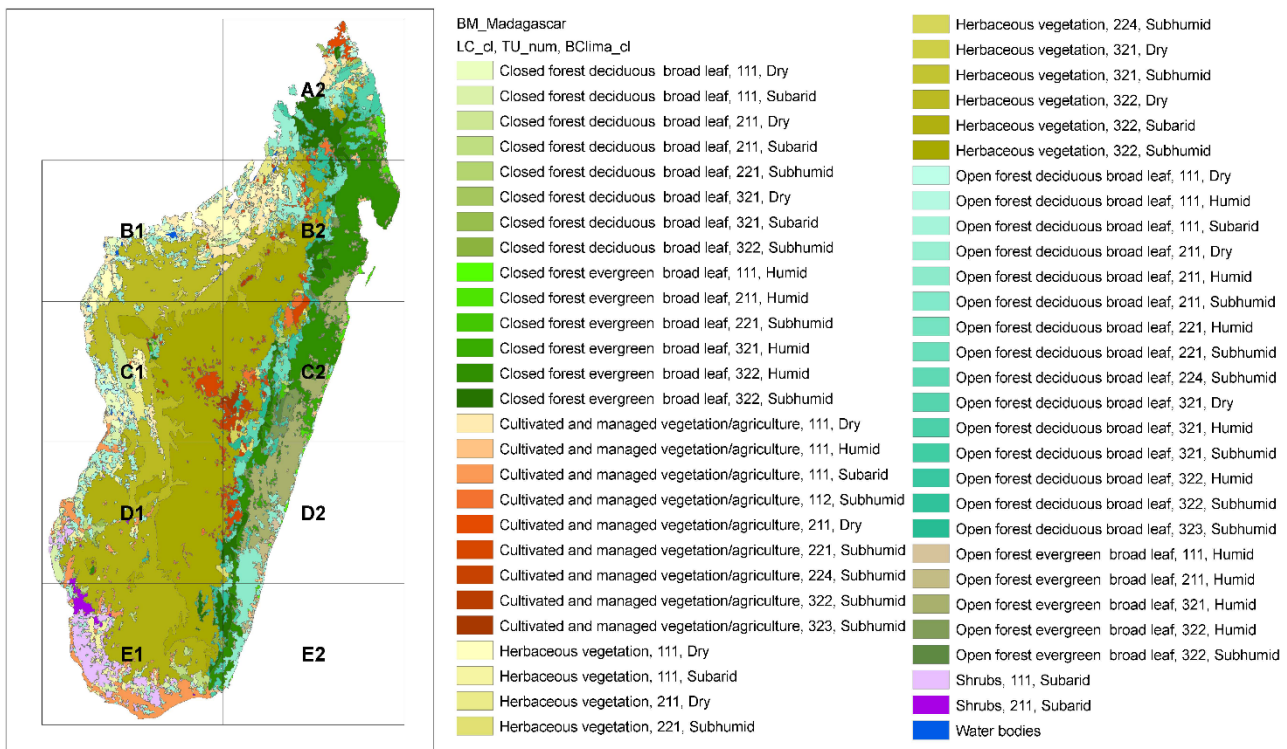 A2
B1
B2
C1
C2
D1
D2
E1
E2
BM_Madagascar
LC_cl, TU_num, BClima_cl
Closed forest deciduous broad leaf, 111, Dry
Closed forest deciduous broad leaf, 111, Subarid
Closed forest deciduous broad leaf, 211, Dry
Closed forest deciduous broad leaf, 211, Subarid
Closed forest deciduous broad leaf, 221, Subhumid
Closed forest deciduous broad leaf, 321, Dry
Closed forest deciduous broad leaf, 321, Subarid
Closed forest deciduous broad leaf, 322, Subhumid
Closed forest evergreen broad leaf, 111, Humid
Closed forest evergreen broad leaf, 211, Humid
Closed forest evergreen broad leaf, 221, Subhumid
Closed forest evergreen broad leaf, 321, Humid
Closed forest evergreen broad leaf, 322, Humid
Closed forest evergreen broad leaf, 322, Subhumid
Cultivated and managed vegetation/agriculture, 111, Dry
Cultivated and managed vegetation/agriculture, 111, Humid
Cultivated and managed vegetation/agriculture, 111, Subarid
Cultivated and managed vegetation/agriculture, 112, Subhumid
Cultivated and managed vegetation/agriculture, 211, Dry
Cultivated and managed vegetation/agriculture, 221, Subhumid
Cultivated and managed vegetation/agriculture, 224, Subhumid
Cultivated and managed vegetation/agriculture, 322, Subhumid
Cultivated and managed vegetation/agriculture, 323, Subhumid
Herbaceous vegetation, 111, Dry
Herbaceous vegetation, 111, Subarid
Herbaceous vegetation, 211, Dry
Herbaceous vegetation, 221, Subhumid
Herbaceous vegetation, 224, Subhumid
Herbaceous vegetation, 321, Dry
Herbaceous vegetation, 321, Subhumid
Herbaceous vegetation, 322, Dry
Herbaceous vegetation, 322, Subarid
Herbaceous vegetation, 322, Subhumid
Open forest deciduous broad leaf, 111, Dry
Open forest deciduous broad leaf, 111, Humid
Open forest deciduous broad leaf, 111, Subarid
Open forest deciduous broad leaf, 211, Dry
Open forest deciduous broad leaf, 211, Humid
Open forest deciduous broad leaf, 211, Subhumid
Open forest deciduous broad leaf, 221, Humid
Open forest deciduous broad leaf, 221, Subhumid
Open forest deciduous broad leaf, 224, Subhumid
Open forest deciduous broad leaf, 321, Dry
Open forest deciduous broad leaf, 321, Humid
Open forest deciduous broad leaf, 321, Subhumid
Open forest deciduous broad leaf, 322, Humid
Open forest deciduous broad leaf, 322, Subhumid
Open forest deciduous broad leaf, 323, Subhumid
Open forest evergreen broad leaf, 111, Humid
Open forest evergreen broad leaf, 211, Humid
Open forest evergreen broad leaf, 321, Humid
Open forest evergreen broad leaf, 322, Humid
Open forest evergreen broad leaf, 322, Subhumid
Shrubs, 111, Subarid
Shrubs, 211, Subarid
Water bodies